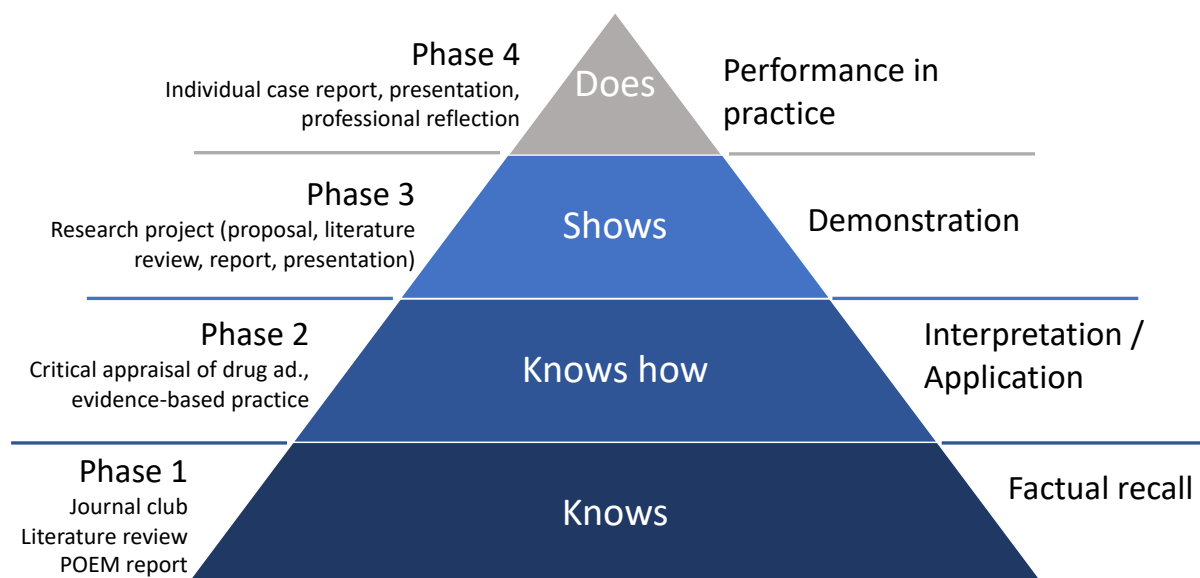 Phase 4
Individual case report, presentation,
professional reflection
Does
Performance in
practice
Phase 3
Research project (proposal, literature
review, report, presentation)
Shows
Demonstration
Phase 2
Critical appraisal of drug ad.,
evidence-based practice
Knows how
Interpretation /
Application
Phase 1
Journal club
Literature review
POEM report
Knows
Factual recall